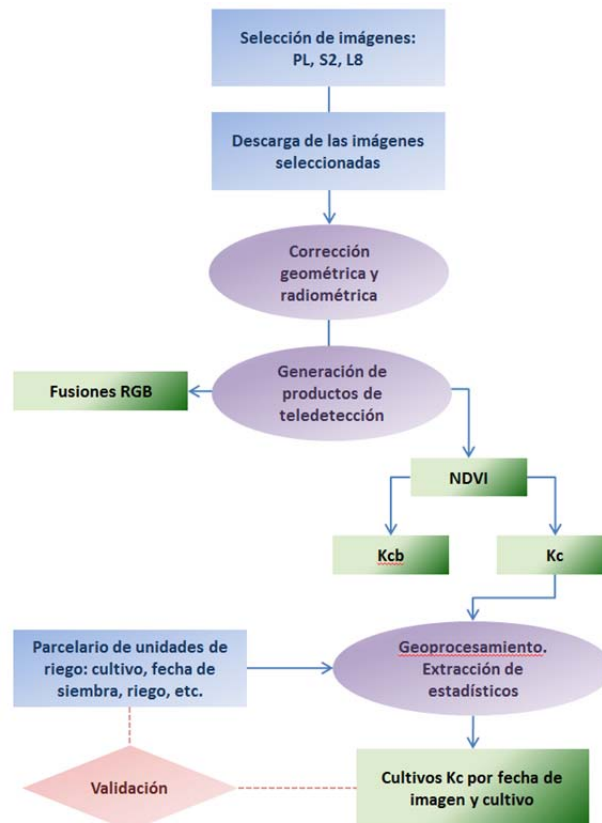 Selección de imágenes:
PL, S2, L8
Descarga de las imágenes
seleccionadas
Corrección
geométrica y
radiométrica
Generación de
productos de
teledetección
Fusiones RGB
NDVI
Kcb
Kc
Parcelario de unidades de
riego: cultivo, fecha de
siembra, riego, etc.
Geoprocesamiento.
Extracción de
estadísticos
Validación
Cultivos Kc por fecha de
imagen y cultivo